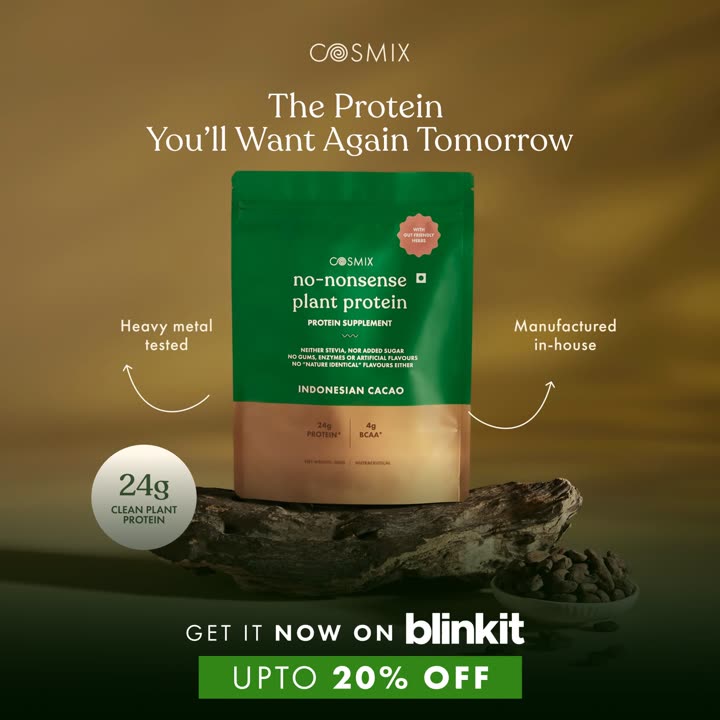 COSMIX
The Protein
You'll Want Again Tomorrow
WITH
GUT FRIENDLY
HERBS
COSMIX
no-nonsense
plant protein
PROTEIN SUPPLEMENT
NEITHER STEVIA, NOR ADDED SUGAR
NO GUMS, ENZYMES OR ARTIFICIAL FLAVOURS
NO "NATURE IDENTICAL" FLAVOURS EITHER
INDONESIAN CACAO
Heavy metal
tested
Manufactured
in-house
24g
PROTEIN*
4g
BCAA*
NUTRACEUTICAL
24g
CLEAN PLANT
PROTEIN
GET IT NOW ON blinkit
UPTO 20% OFF